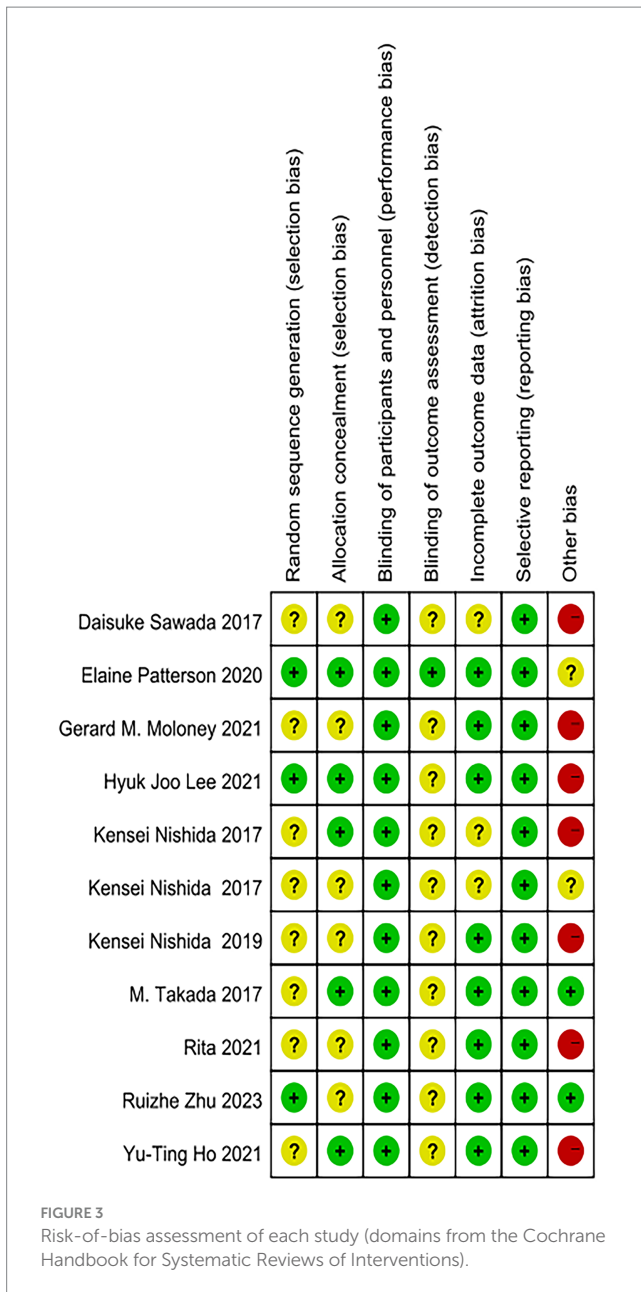 Random sequence generation (selection bias)
Allocation concealment (selection bias)
Blinding of participants and personnel (performance bias)
Blinding of outcome assessment (detection bias)
Incomplete outcome data (attrition bias)
Selective reporting (reporting bias)
Other bias
Daisuke Sawada 2017 ? ? + ? ? + -
Elaine Patterson 2020 + + + + + + ?
Gerard M. Moloney 2021 ? ? + ? + + -
Hyuk Joo Lee 2021 + + + ? + + -
Kensei Nishida 2017 ? + + ? ? + -
Kensei Nishida 2017 ? ? + ? ? + ?
Kensei Nishida 2019 ? ? + ? + + -
M. Takada 2017 ? + + ? + + +
Rita 2021 ? ? + ? + + -
Ruizhe Zhu 2023 + ? + ? + + +
Yu-Ting Ho 2021 ? + + ? + + -
FIGURE 3
Risk-of-bias assessment of each study (domains from the Cochrane
Handbook for Systematic Reviews of Interventions).